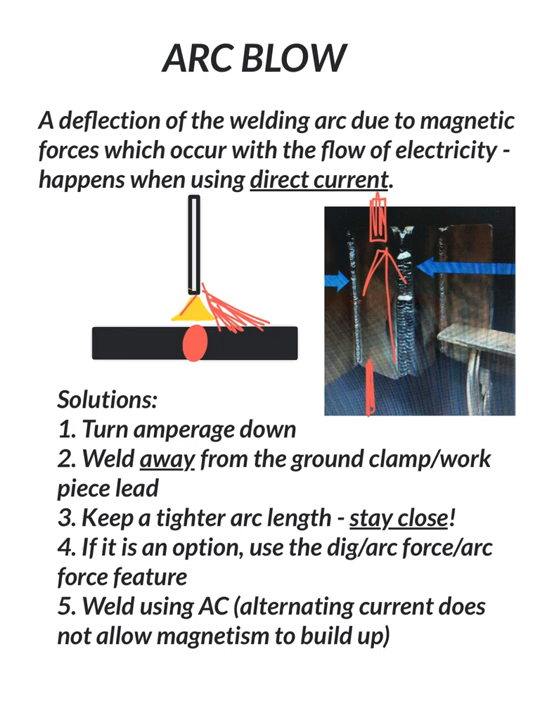 ARC BLOW
A deflection of the welding arc due to magnetic
forces which occur with the flow of electricity -
happens when using direct current.
Solutions:
1. Turn amperage down
2. Weld away from the ground clamp/work
piece lead
3. Keep a tighter arc length - stay close!
4. If it is an option, use the dig/arc force/arc
force feature
5. Weld using AC (alternating current does
not allow magnetism to build up)